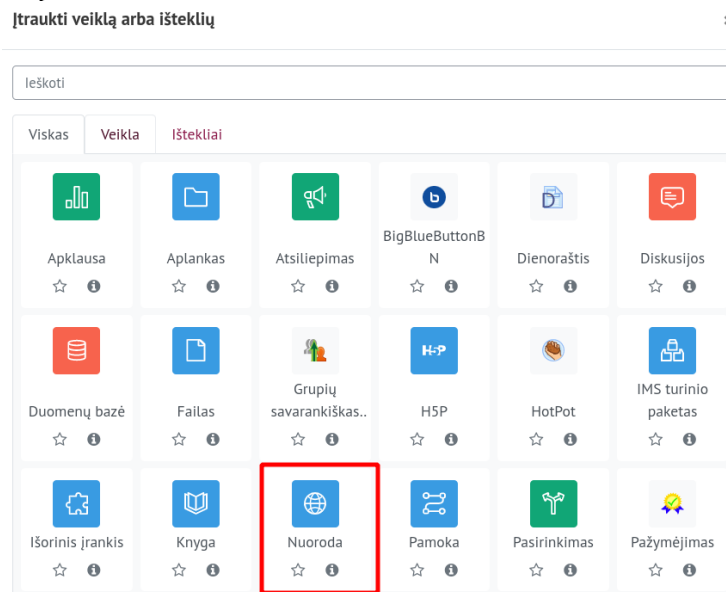 Įtraukti veiklą arba išteklių
Ieškoti
Viskas Veikla Ištekliai
Apklausa Aplankas Atsiliepimas BigBlueButtonB
N Dienoraštis Diskusijos
H5P
Duomenų bazė Failas Grupių
savarankiškas.. H5P HotPot IMS turinio
paketas
Išorinis įrankis Knyga Nuoroda Pamoka Pasirinkimas Pažymėjimas